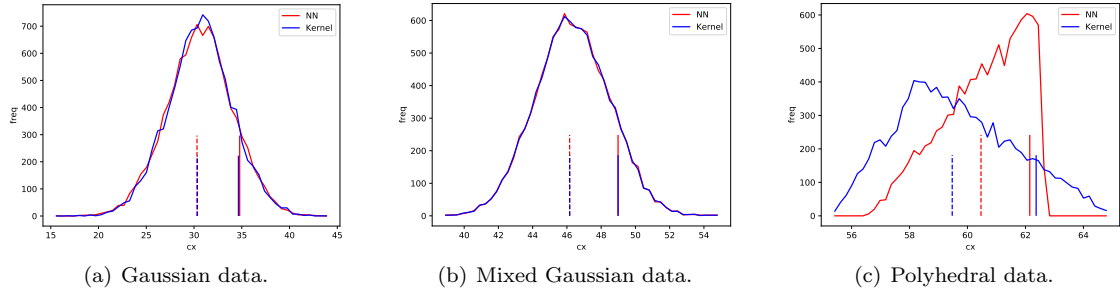 NN
Kernel
freq
700
600
500
400
300
200
100
0
15 20 25 30 35 40 45
cx
(a) Gaussian data.
NN
Kernel
freq
600
500
400
300
200
100
0
40 42 44 46 48 50 52 54
cx
(b) Mixed Gaussian data.
NN
Kernel
freq
600
500
400
300
200
100
0
56 58 60 62 64
cx
(c) Polyhedral data.